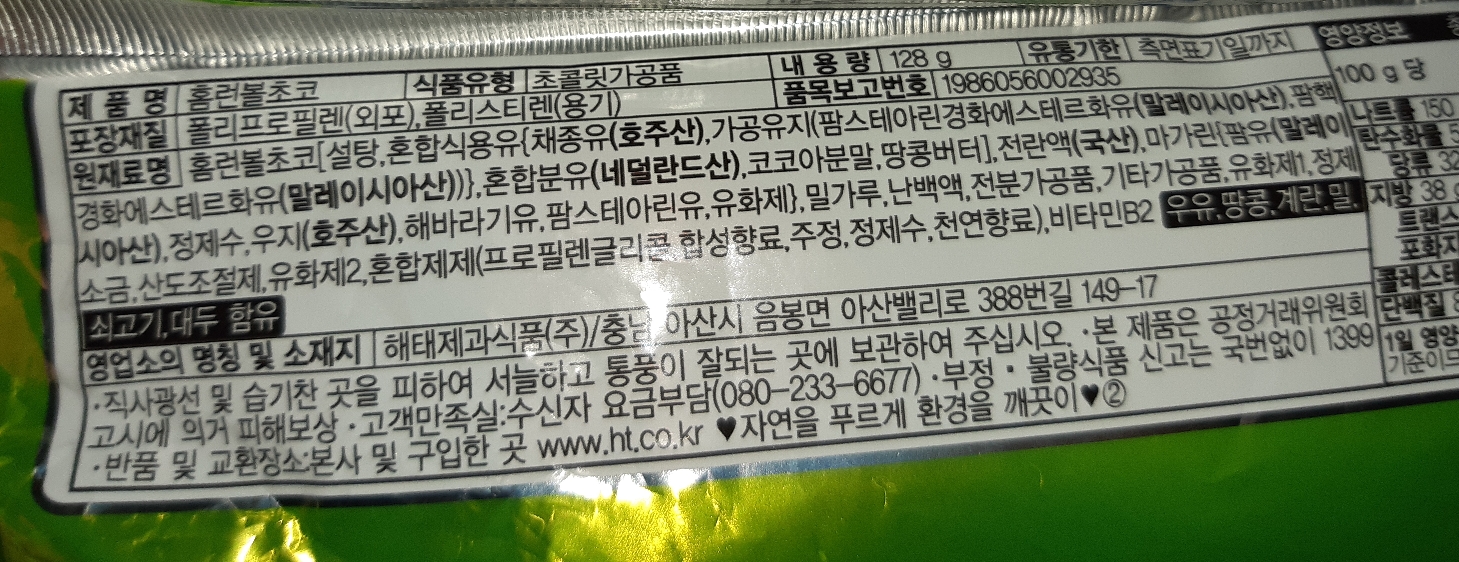 제 품 명 홈런볼초코 식품유형 초콜릿가공품 내 용 량 128 g 유통기한 측면표기일까지
포장재질 폴리프로필렌(외포),폴리스티렌(용기) 품목보고번호 1986056002935
원재료명 홈런볼초코[설탕,혼합식용유{채종유(호주산),가공유지(팜스테아린경화에스테르화유(말레이시아산),팜핵
경화에스테르화유(말레이시아산))},혼합분유(네덜란드산),코코아분말,땅콩버터],전란액(국산),마가린{팜유(말레이
시아산),정제수,우지(호주산),해바라기유,팜스테아린유,유화제},밀가루,난백액,전분가공품,기타가공품,유화제1,정제
소금,산도조절제,유화제2,혼합제제(프로필렌글리콜 합성향료,주정,정제수,천연향료),비타민B2 우유,땅콩,계란,밀,
쇠고기,대두 함유
영업소의 명칭 및 소재지 해태제과식품(주)/충남 아산시 음봉면 아산밸리로 388번길 149-17
·직사광선 및 습기찬 곳을 피하여 서늘하고 통풍이 잘되는 곳에 보관하여 주십시오. ·본 제품은 공정거래위원회
고시에 의거 피해보상 ·고객만족실:수신자 요금부담(080-233-6677) ·부정·불량식품 신고는 국번없이 1399
·반품 및 교환장소:본사 및 구입한 곳 www.ht.co.kr ♥자연을 푸르게 환경을 깨끗이♥②
영양정보
100 g 당
나트륨 150
탄수화물
당류 32
지방 38
트랜스
포화지
콜레스테
단백질
1일 영양
기준이므